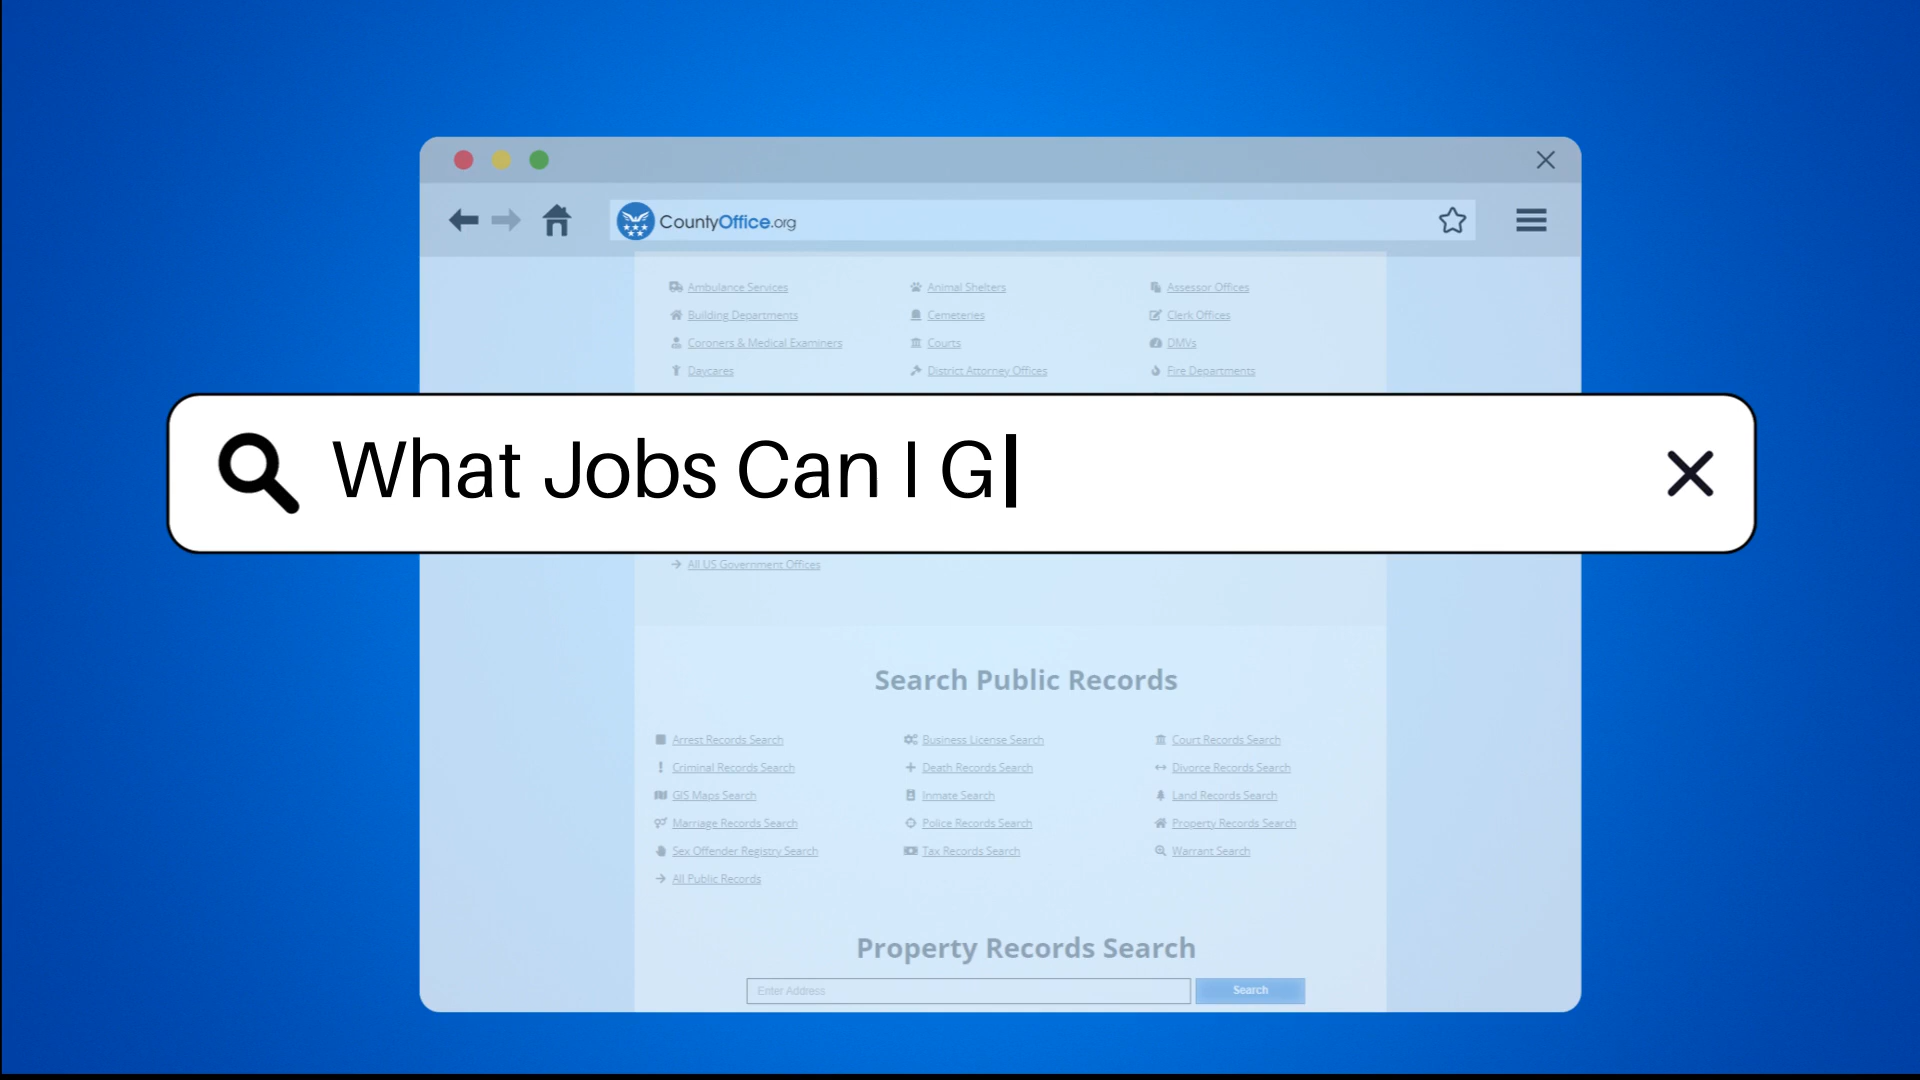 CountyOffice.org
Ambulance Services Animal Shelters Assessor Offices
Building Departments Cemeteries Clerk Offices
Coroners & Medical Examiners Courts DMVs
Daycares District Attorney Offices Fire Departments
What Jobs Can I G
All US Government Offices
Search Public Records
Arrest Records Search Business License Search Court Records Search
Criminal Records Search Death Records Search Divorce Records Search
GIS Maps Search Inmate Search Land Records Search
Marriage Records Search Police Records Search Property Records Search
Sex Offender Registry Search Tax Records Search Warrant Search
All Public Records
Property Records Search
Enter Address Search